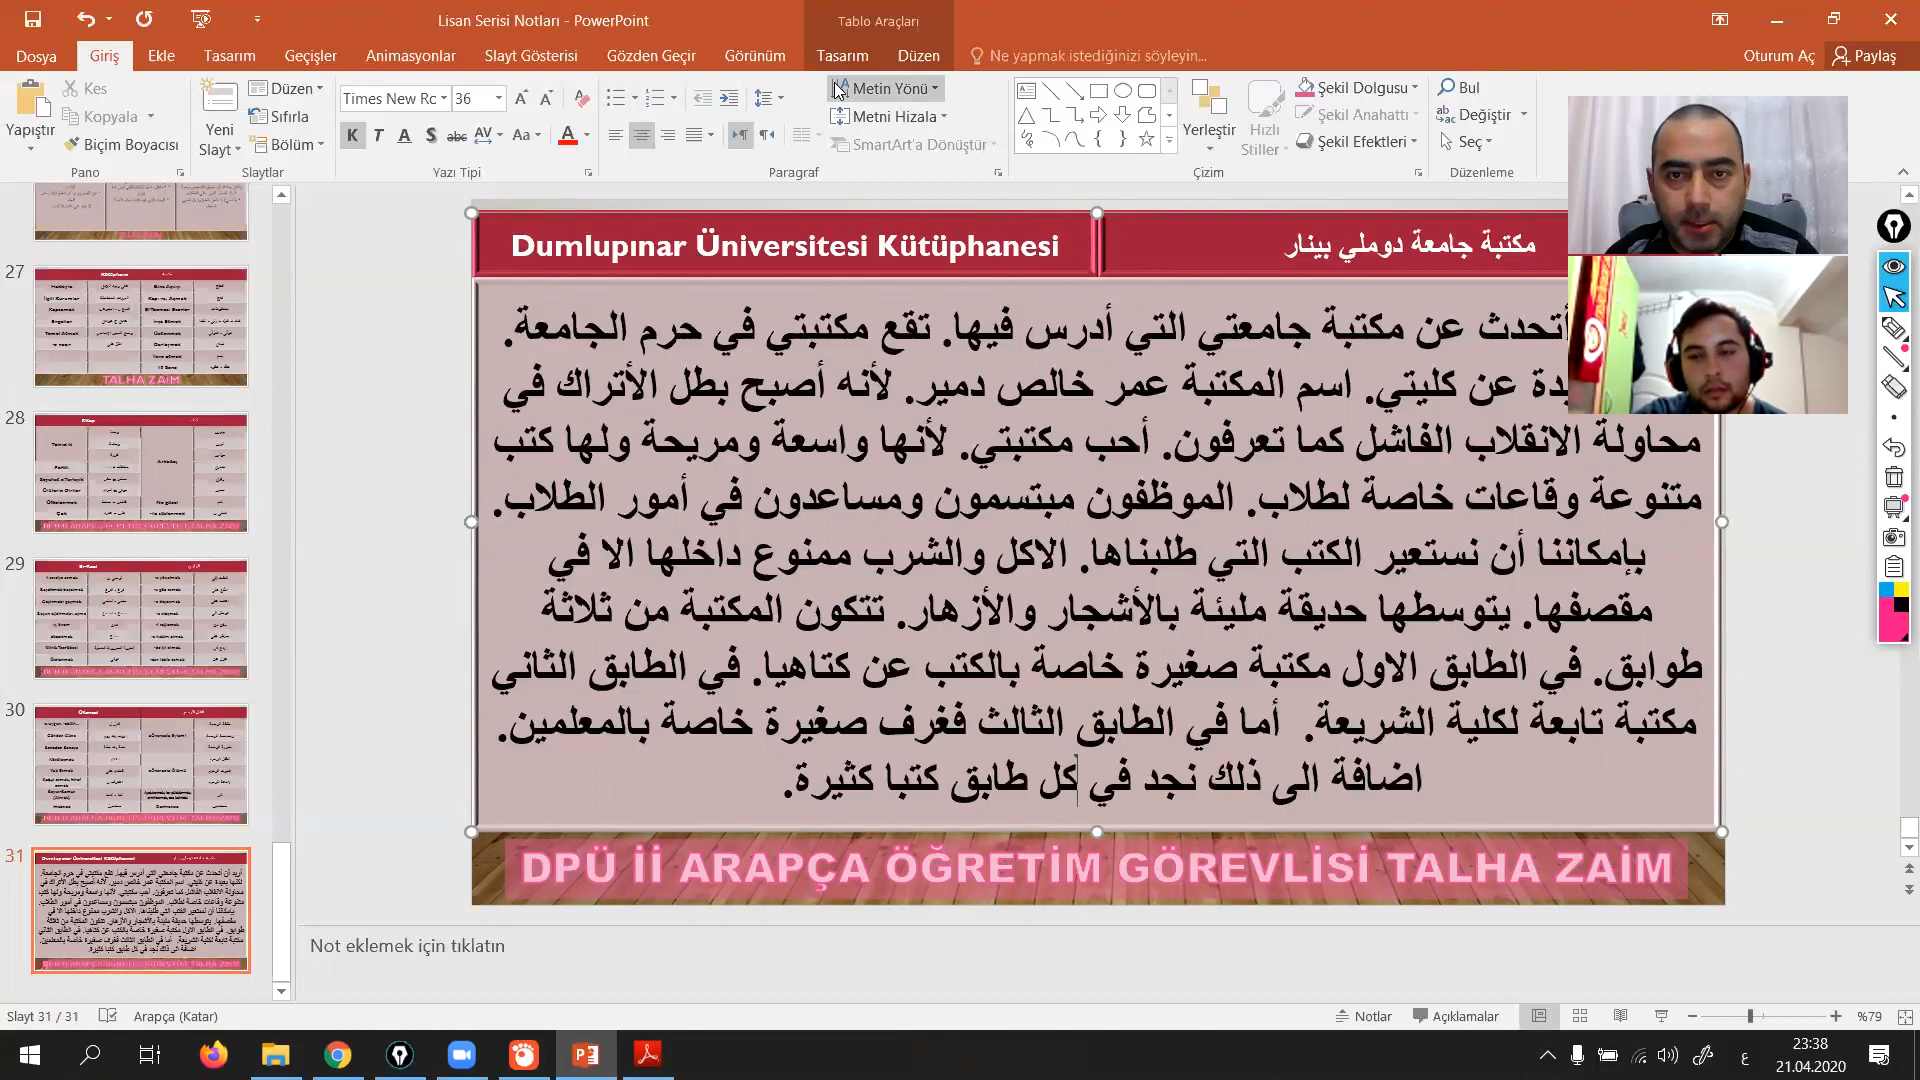 Lisan Serisi Notları - PowerPoint
Tablo Araçları
Dosya Giriş Ekle Tasarım Geçişler Animasyonlar Slayt Gösterisi Gözden Geçir Görünüm Tasarım Düzen Ne yapmak istediğinizi söyleyin... Oturum Aç Paylaş
Yapıştır
Kes
Kopyala
Biçim Boyacısı
Pano
Yeni Slayt
Düzen
Sıfırla
Bölüm
Slaytlar
Times New Rc 36
K T A S abc AV Aa A
Yazı Tipi
Metin Yönü
Metni Hizala
SmartArt'a Dönüştür
Paragraf
Yerleştir
Hızlı Stiller
Şekil Dolgusu
Şekil Anahattı
Şekil Efektleri
Çizim
Bul
Değiştir
Seç
Düzenleme
27
TALHA ZAİM
28
29
30
31
Dumlupınar Üniversitesi Kütüphanesi
مكتبة جامعة دوملي بينار
أتحدث عن مكتبة جامعتي التي أدرس فيها. تقع مكتبتي في حرم الجامعة.
عن كليتي. اسم المكتبة عمر خالص دمير. لأنه أصبح بطل الأتراك في
محاولة الانقلاب الفاشل كما تعرفون. أحب مكتبتي. لأنها واسعة ومريحة ولها كتب
متنوعة وقاعات خاصة لطلاب. الموظفون مبتسمون ومساعدون في أمور الطلاب.
بإمكاننا أن نستعير الكتب التي طلبناها. الاكل والشرب ممنوع داخلها الا في
مقصفها. يتوسطها حديقة مليئة بالأشجار والأزهار. تتكون المكتبة من ثلاثة
طوابق. في الطابق الاول مكتبة صغيرة خاصة بالكتب عن كتاهيا. في الطابق الثاني
مكتبة تابعة لكلية الشريعة. أما في الطابق الثالث فغرف صغيرة خاصة بالمعلمين.
اضافة الى ذلك نجد في كل طابق كتبا كثيرة.
DPÜ İİ ARAPÇA ÖĞRETİM GÖREVLİSİ TALHA ZAİM
Not eklemek için tıklatın
Slayt 31 / 31 Arapça (Katar) Notlar Açıklamalar %79
ع
23:38
21.04.2020